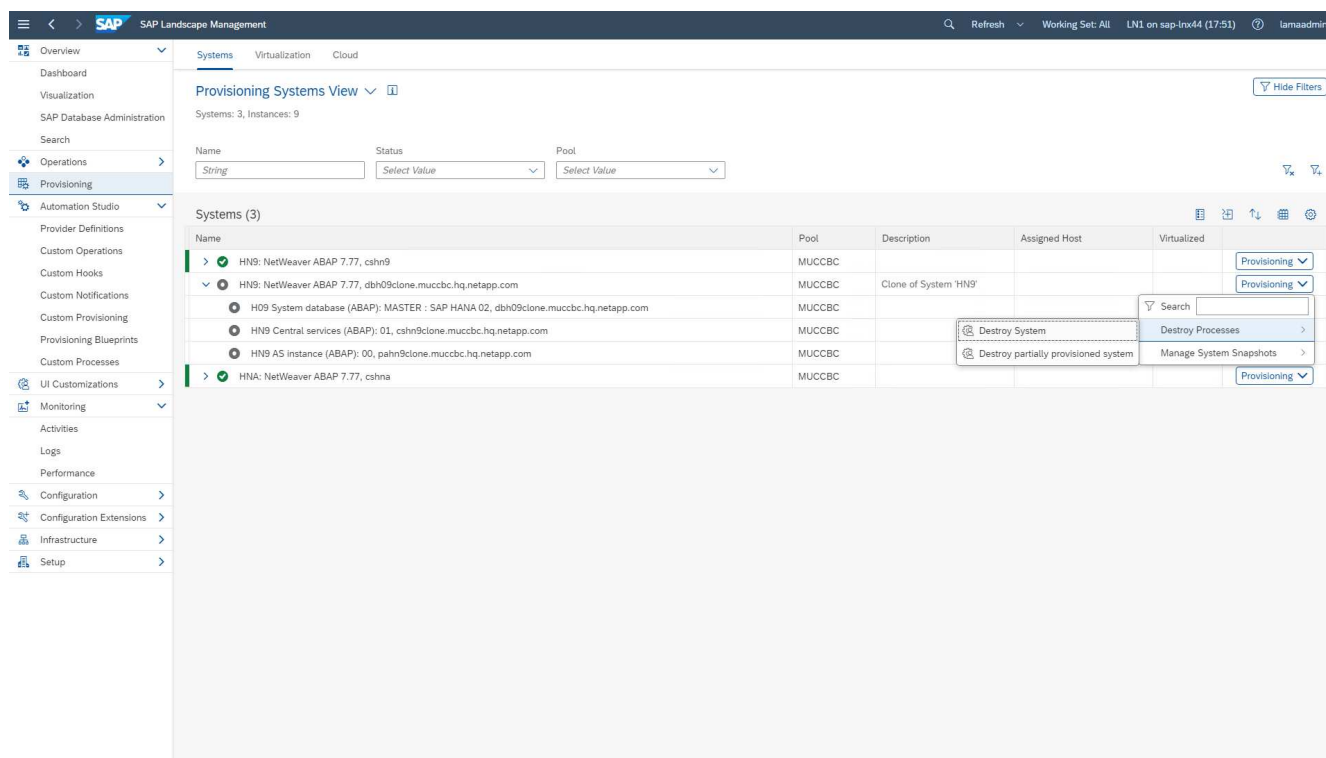 SAP SAP Landscape Management Refresh Working Set: All LN1 on sap-lnx44 (17:51) lamaadmin
Overview
Dashboard
Visualization
SAP Database Administration
Search
Operations
Provisioning
Automation Studio
Provider Definitions
Custom Operations
Custom Hooks
Custom Notifications
Custom Provisioning
Provisioning Blueprints
Custom Processes
UI Customizations
Monitoring
Activities
Logs
Performance
Configuration
Configuration Extensions
Infrastructure
Setup
Systems Virtualization Cloud
Provisioning Systems View
Hide Filters
Systems: 3, Instances: 9
Name Status Pool
String Select Value Select Value
Systems (3)
Name Pool Description Assigned Host Virtualized
HN9: NetWeaver ABAP 7.77, cshn9 MUCCBC Provisioning
HN9: NetWeaver ABAP 7.77, dbh09clone.muccbc.hq.netapp.com MUCCBC Clone of System 'HN9' Provisioning
H09 System database (ABAP): MASTER : SAP HANA 02, dbh09clone.muccbc.hq.netapp.com MUCCBC Search
HN9 Central services (ABAP): 01, cshn9clone.muccbc.hq.netapp.com MUCCBC Destroy System Destroy Processes
HN9 AS instance (ABAP): 00, pahn9clone.muccbc.hq.netapp.com MUCCBC Destroy partially provisioned system Manage System Snapshots
HNA: NetWeaver ABAP 7.77, cshna MUCCBC Provisioning